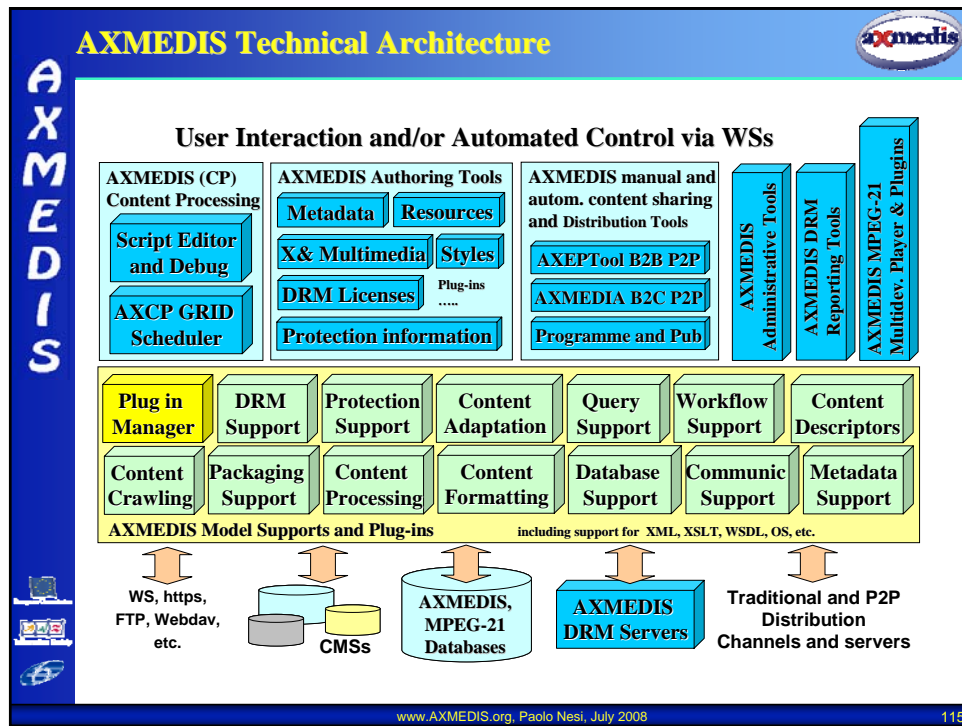 AXMEDIS Technical Architecture
axmedis
AXMEDIS
User Interaction and/or Automated Control via WSs
AXMEDIS (CP)
Content Processing
Script Editor
and Debug
AXCP GRID
Scheduler
AXMEDIS Authoring Tools
Metadata
Resources
X& Multimedia
Styles
DRM Licenses
Plug-ins
…..
Protection information
AXMEDIS manual and
autom. content sharing
and Distribution Tools
AXEPTool B2B P2P
AXMEDIA B2C P2P
Programme and Pub
AXMEDIS
Administrative Tools
AXMEDIS DRM
Reporting Tools
AXMEDIS MPEG-21
Multidev. Player & Plugins
Plug in
Manager
DRM
Support
Protection
Support
Content
Adaptation
Query
Support
Workflow
Support
Content
Descriptors
Content
Crawling
Packaging
Support
Content
Processing
Content
Formatting
Database
Support
Communic
Support
Metadata
Support
AXMEDIS Model Supports and Plug-ins
including support for XML, XSLT, WSDL, OS, etc.
WS, https,
FTP, Webdav,
etc.
CMSs
AXMEDIS,
MPEG-21
Databases
AXMEDIS
DRM Servers
Traditional and P2P
Distribution
Channels and servers
www.AXMEDIS.org, Paolo Nesi, July 2008
115